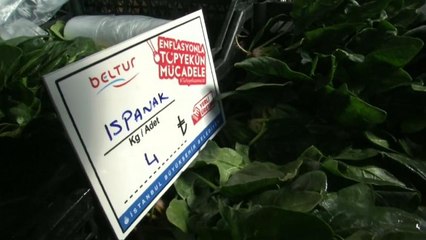 BELTUR
ENFLASYONLA
TOPYEKÜN
MÜCADELE
ISPANAK
Kg / Adet
4 ₺
İSTANBUL BÜYÜKŞEHİR BELEDİYESİ